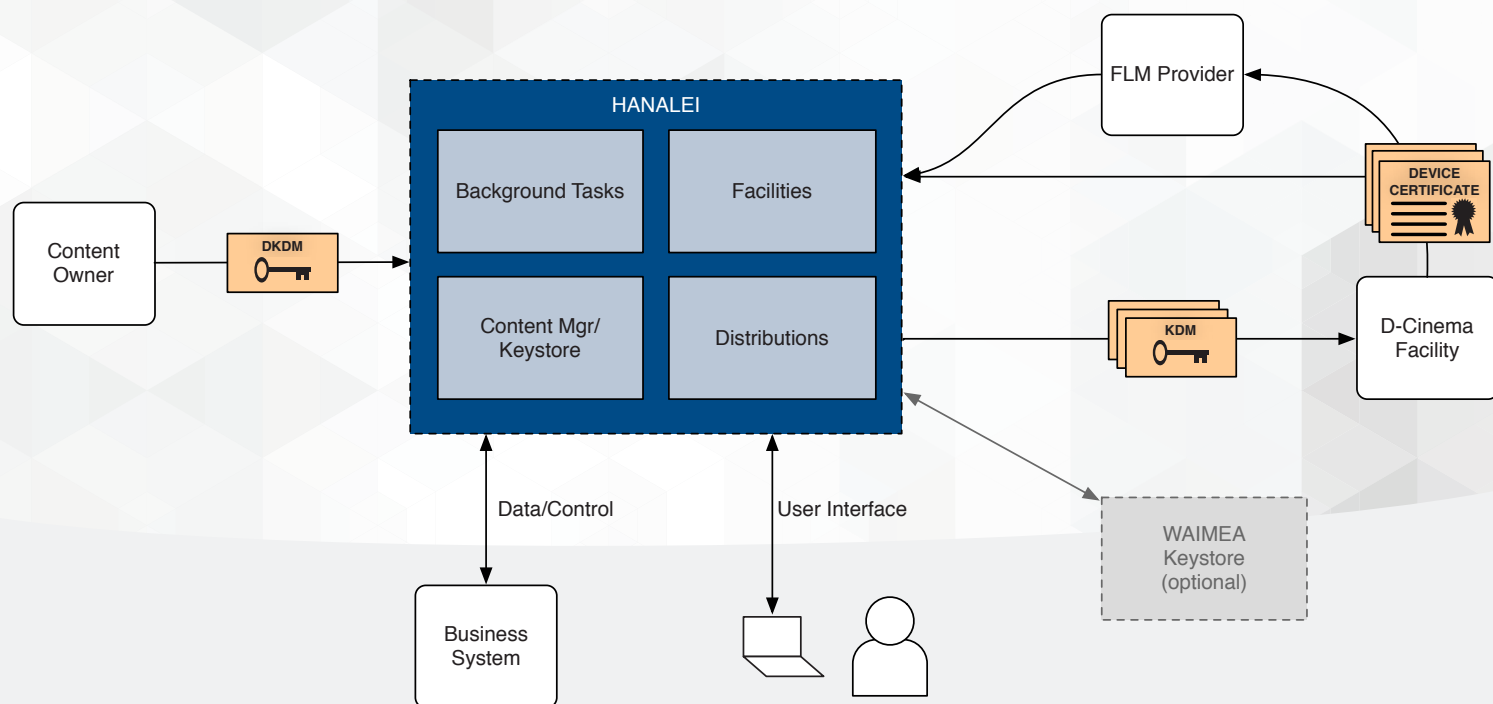 FLM Provider
HANALEI
Background Tasks
Facilities
DEVICE
CERTIFICATE
Content
Owner
DKDM
Content Mgr/
Keystore
Distributions
KDM
D-Cinema
Facility
Data/Control
User Interface
WAIMEA
Keystore
(optional)
Business
System